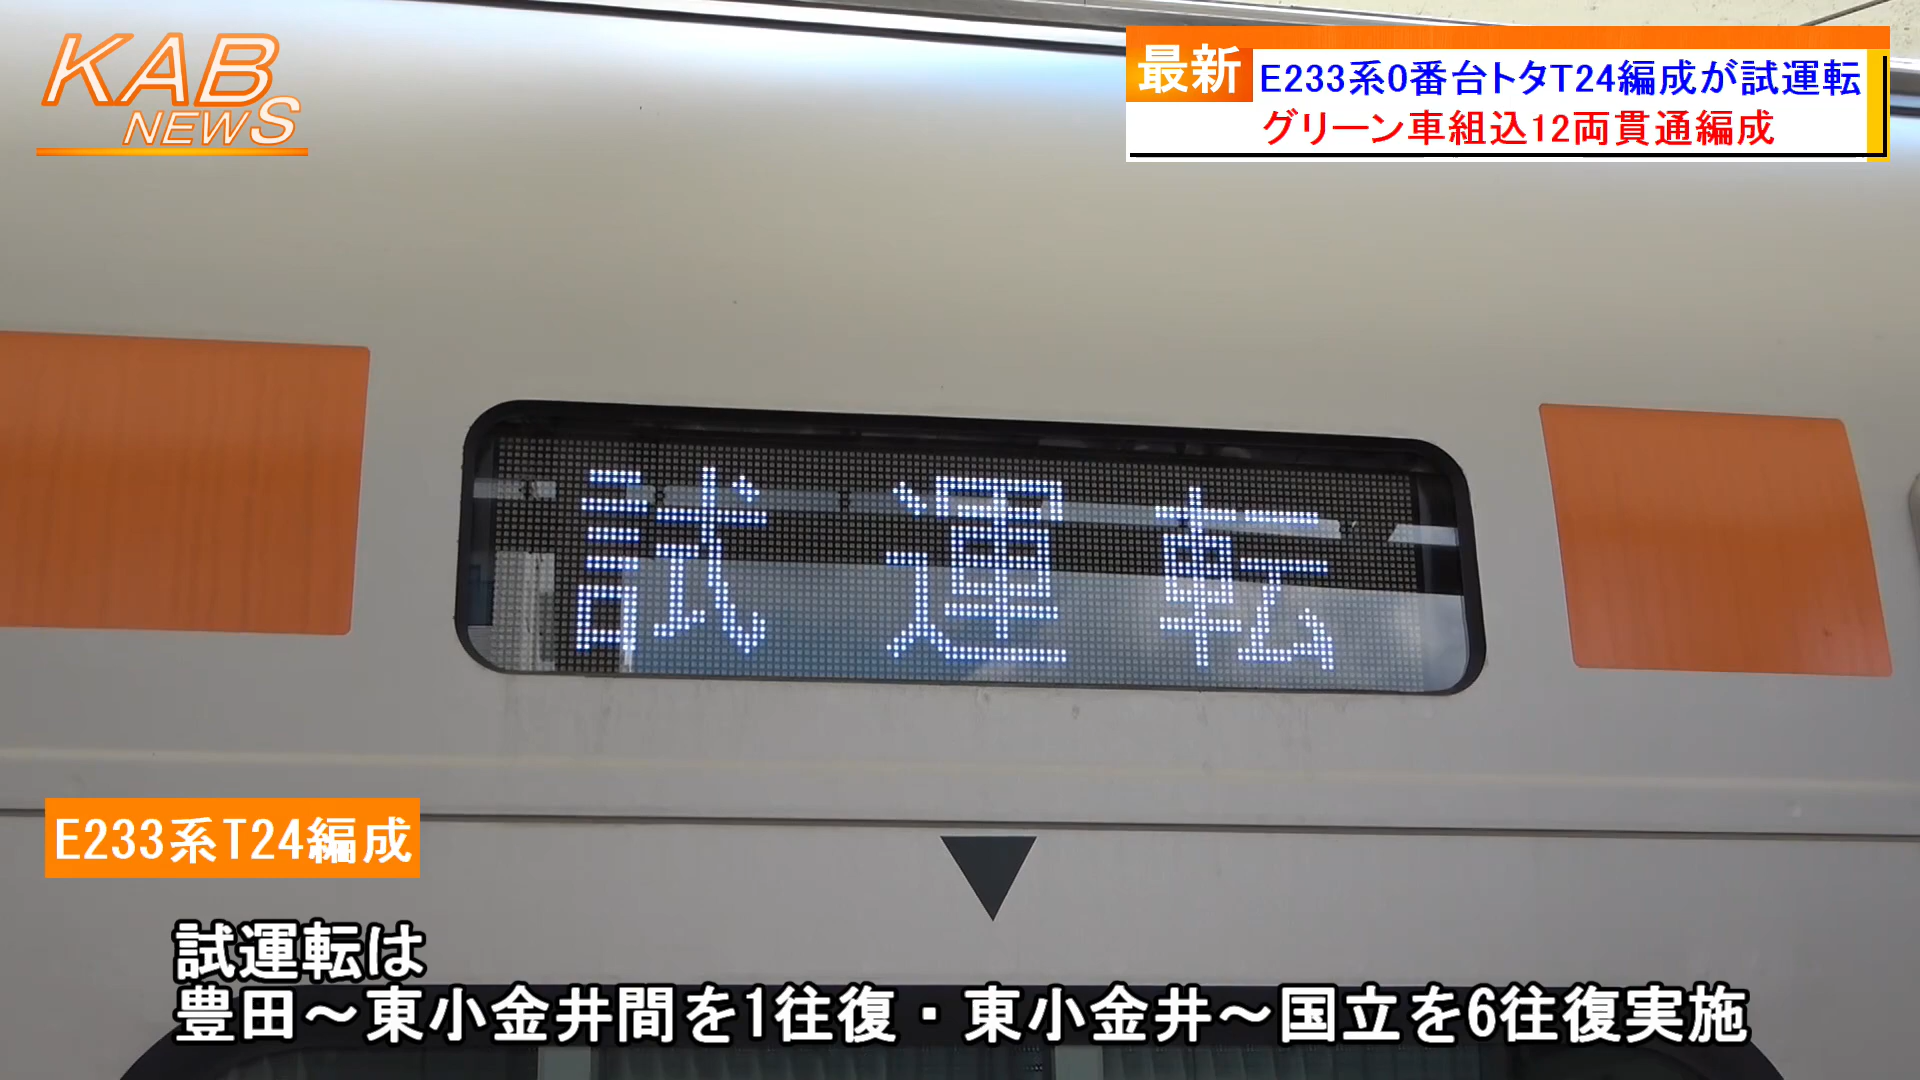 KAB
NEWS
最新
E233系0番台トタT24編成が試運転
グリーン車組込12両貫通編成
試運転
E233系T24編成
試運転は
豊田～東小金井間を1往復・東小金井～国立を6往復実施